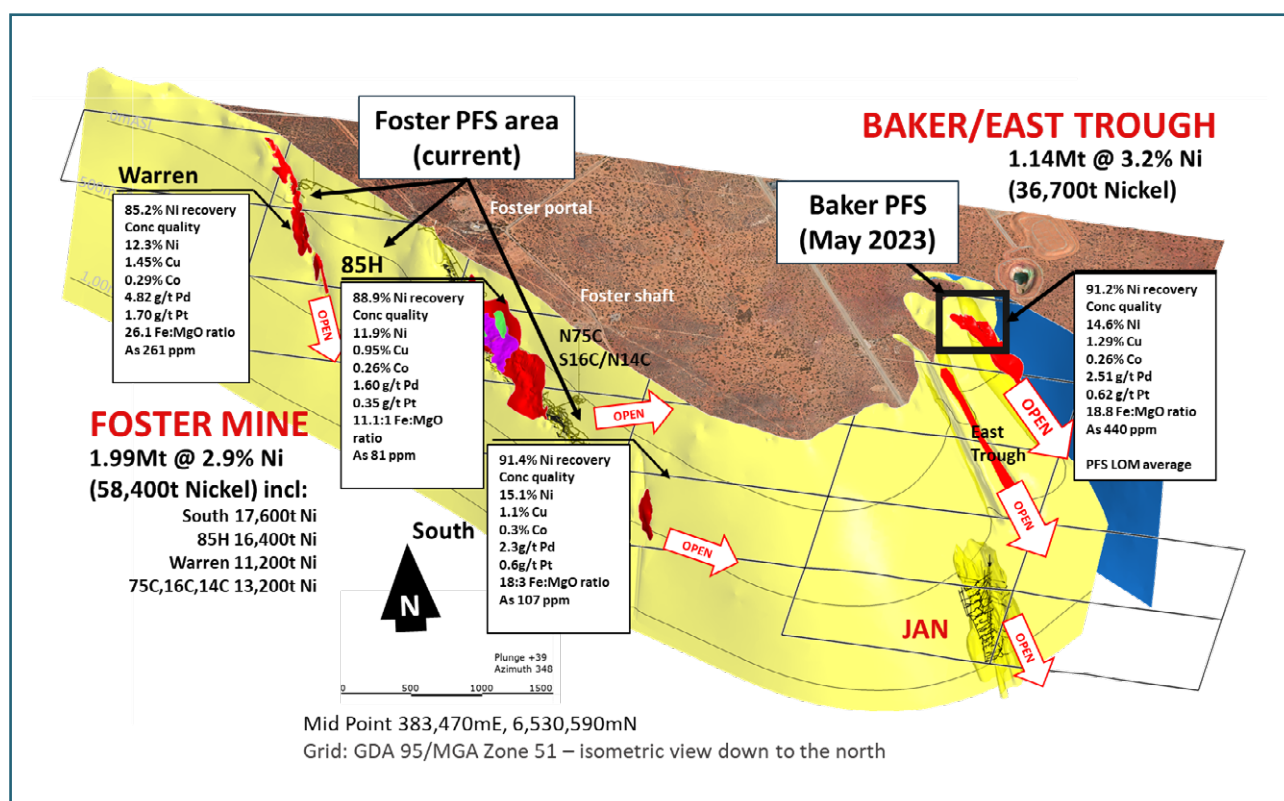 0mASL
500m
1,00
Foster PFS area
(current)
Warren
85.2% Ni recovery
Conc quality
12.3% Ni
1.45% Cu
0.29% Co
4.82 g/t Pd
1.70 g/t Pt
26.1 Fe:MgO ratio
As 261 ppm
OPEN
Foster portal
85H
88.9% Ni recovery
Conc quality
11.9% Ni
0.95% Cu
0.26% Co
1.60 g/t Pd
0.35 g/t Pt
11.1:1 Fe:MgO
ratio
As 81 ppm
Foster shaft
N75C
S16C/N14C
OPEN
FOSTER MINE
1.99Mt @ 2.9% Ni
(58,400t Nickel) incl:
South 17,600t Ni
85H 16,400t Ni
Warren 11,200t Ni
75C,16C,14C 13,200t Ni
South
91.4% Ni recovery
Conc quality
15.1% Ni
1.1% Cu
0.3% Co
2.3g/t Pd
0.6g/t Pt
18:3 Fe:MgO ratio
As 107 ppm
OPEN
BAKER/EAST TROUGH
1.14Mt @ 3.2% Ni
(36,700t Nickel)
Baker PFS
(May 2023)
91.2% Ni recovery
Conc quality
14.6% Ni
1.29% Cu
0.26% Co
2.51 g/t Pd
0.62 g/t Pt
18.8 Fe:MgO ratio
As 440 ppm
PFS LOM average
OPEN
East
Trough
OPEN
JAN
OPEN
N
Plunge +39
Azimuth 348
0 500 1000 1500
Mid Point 383,470mE, 6,530,590mN
Grid: GDA 95/MGA Zone 51 – isometric view down to the north